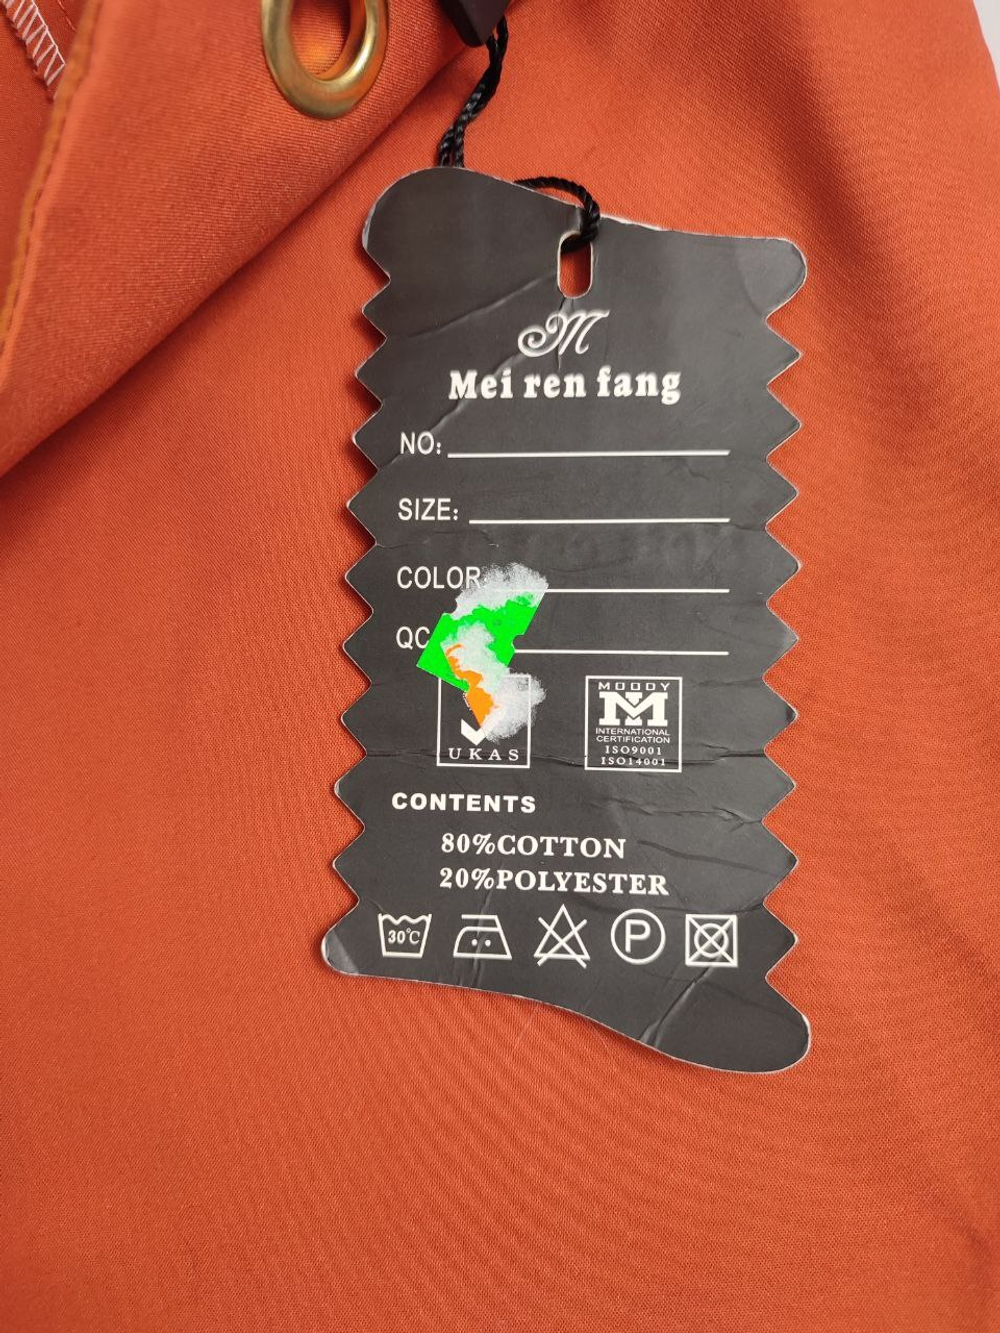 M
Mei ren fang
NO:
SIZE:
COLOR
QC
UKAS
MOODY
M
INTERNATIONAL
CERTIFICATION
ISO9001
ISO14001
CONTENTS
80%COTTON
20%POLYESTER
30℃ P